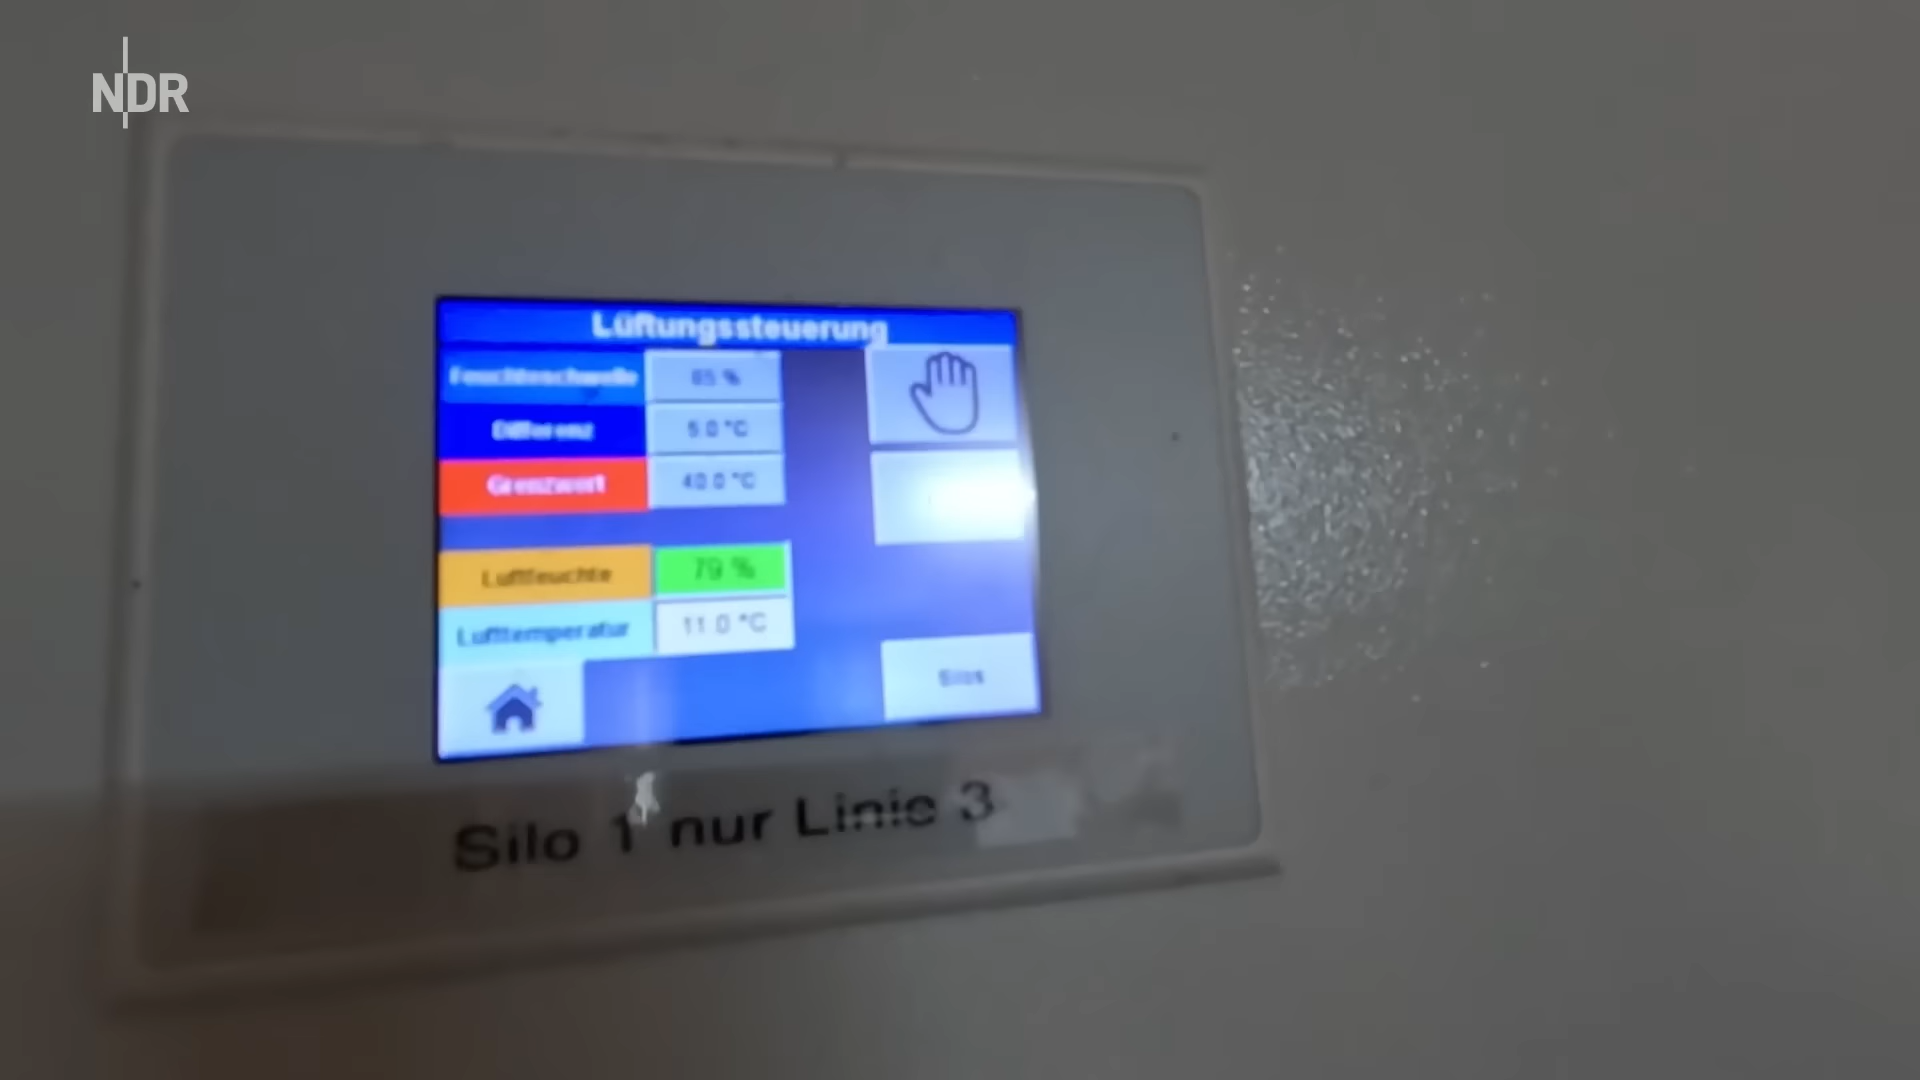 NDR
Lüftungssteuerung
Feuchteschwelle 85 %
Differenz 5.0 °C
Grenzwert 40.0 °C
Luftfeuchte 79 %
Lufttemperatur 11.0 °C
Silos
Silo 1 nur Linie 3